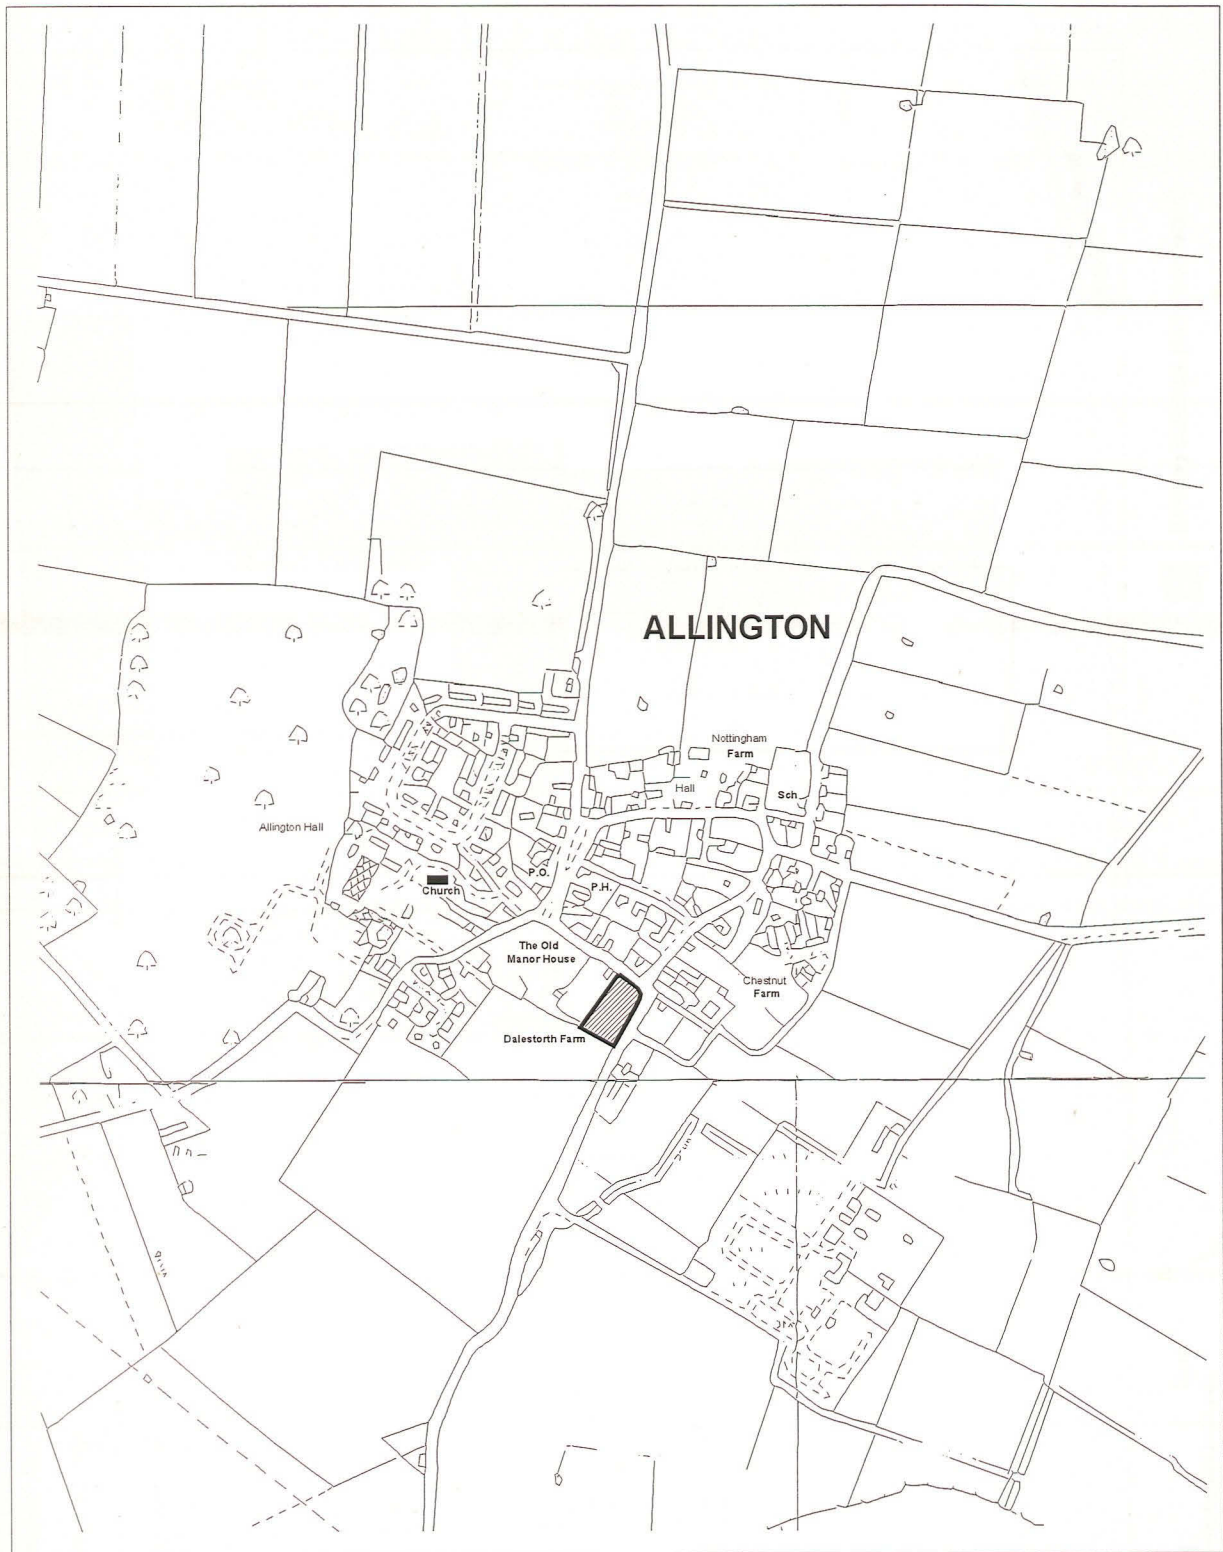 ALLINGTON
Nottingham
Farm
Hall
Sch
Allington Hall
P.O.
Church
P.H.
The Old
Manor House
Chestnut
Farm
Dalestorth Farm